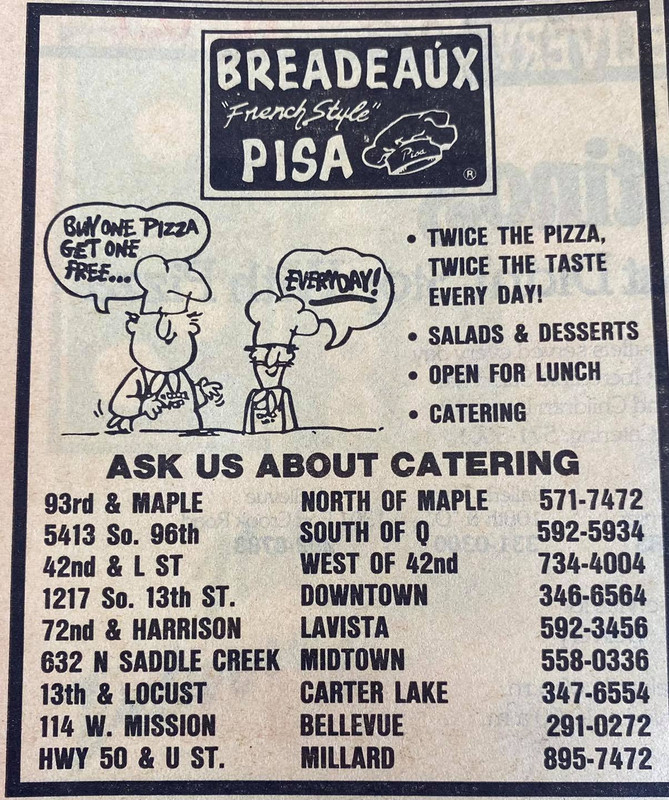 BREADEAÚX
"French Style"
PISA
Pisa
®
BUY ONE PIZZA
GET ONE
FREE...
EVERYDAY!
• TWICE THE PIZZA,
TWICE THE TASTE
EVERY DAY!
• SALADS & DESSERTS
• OPEN FOR LUNCH
• CATERING
ASK US ABOUT CATERING
93rd & MAPLE NORTH OF MAPLE 571-7472
5413 So. 96th SOUTH OF Q 592-5934
42nd & L ST WEST OF 42nd 734-4004
1217 So. 13th ST. DOWNTOWN 346-6564
72nd & HARRISON LAVISTA 592-3456
632 N SADDLE CREEK MIDTOWN 558-0336
13th & LOCUST CARTER LAKE 347-6554
114 W. MISSION BELLEVUE 291-0272
HWY 50 & U ST. MILLARD 895-7472